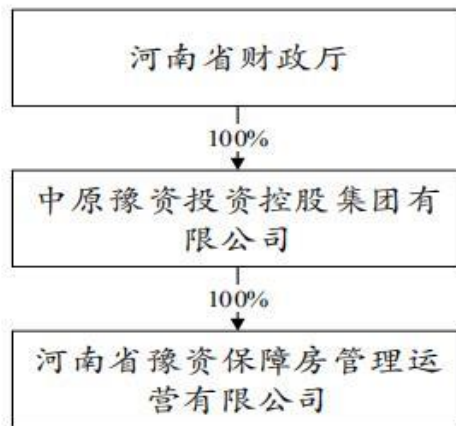 河南省财政厅
100%
中原豫资投资控股集团有
限公司
100%
河南省豫资保障房管理运
营有限公司